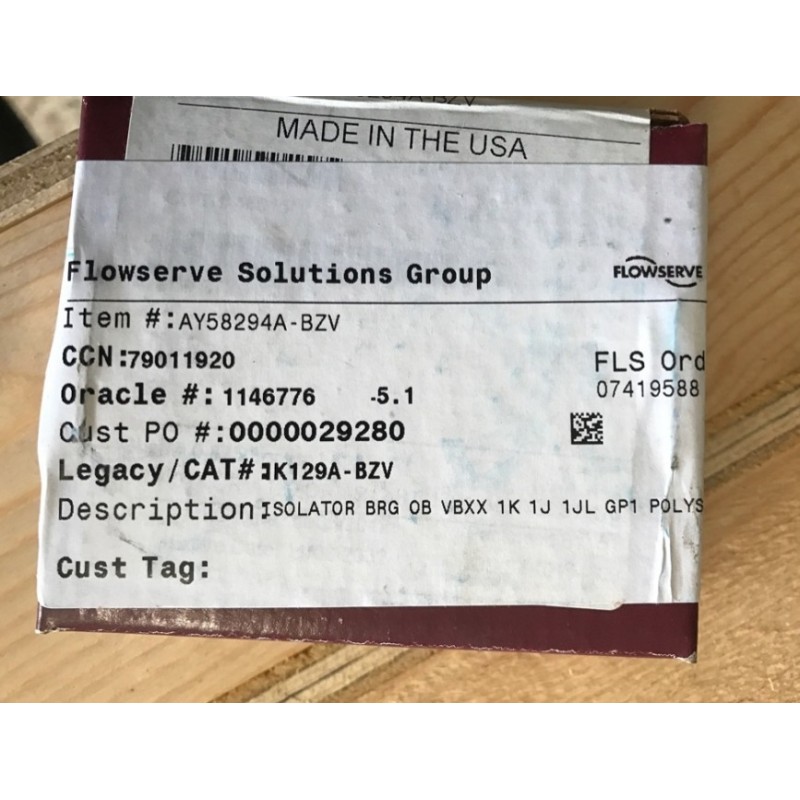 MADE IN THE USA
Flowserve Solutions Group
FLOWSERVE
Item #:AY58294A-BZV
CCN:79011920
FLS Ord
Oracle #: 1146776 -5.1
07419588
Cust PO #:0000029280
Legacy/CAT#:1K129A-BZV
Description:ISOLATOR BRG OB VBXX 1K 1J 1JL GP1 POLYS
Cust Tag: